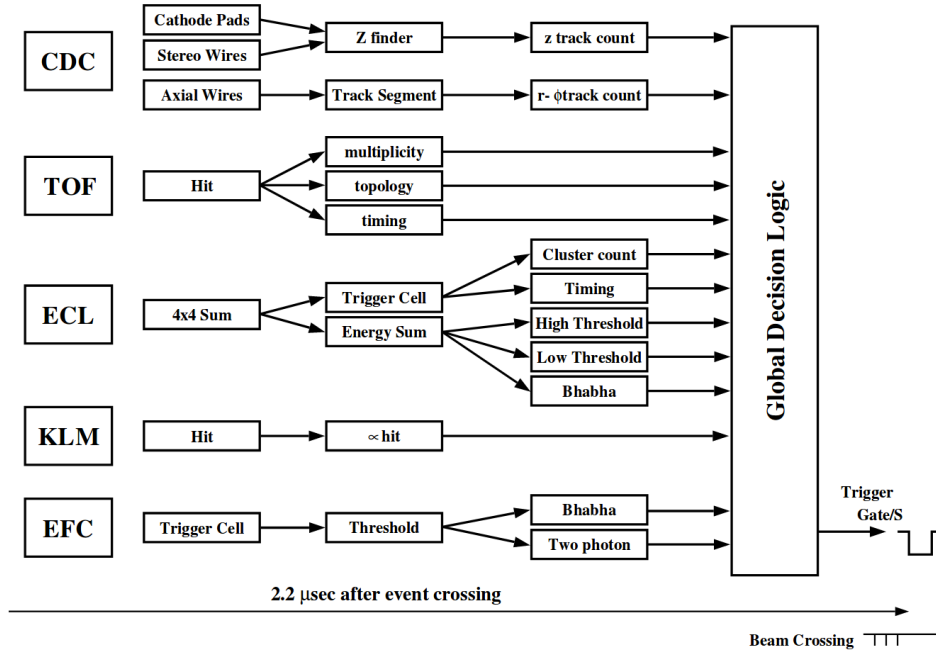 CDC
Cathode Pads
Stereo Wires
Z finder
z track count
Axial Wires
Track Segment
r- ϕ track count
TOF
Hit
multiplicity
topology
timing
ECL
4x4 Sum
Trigger Cell
Energy Sum
Cluster count
Timing
High Threshold
Low Threshold
Bhabha
KLM
Hit
∝ hit
EFC
Trigger Cell
Threshold
Bhabha
Two photon
Global Decision Logic
Trigger
Gate/S
2.2 μsec after event crossing
Beam Crossing